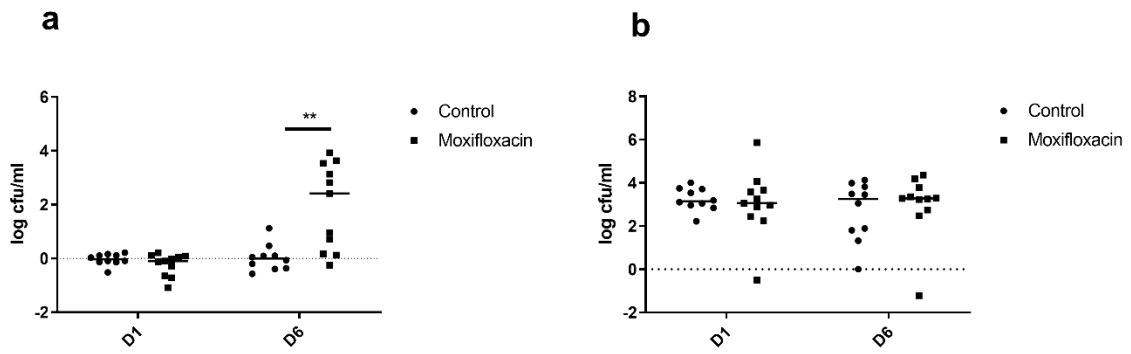 a
6
4
2
0
-2
log cfu/ml
**
D1
D6
Control
Moxifloxacin
b
8
6
4
2
0
-2
log cfu/ml
D1
D6
Control
Moxifloxacin